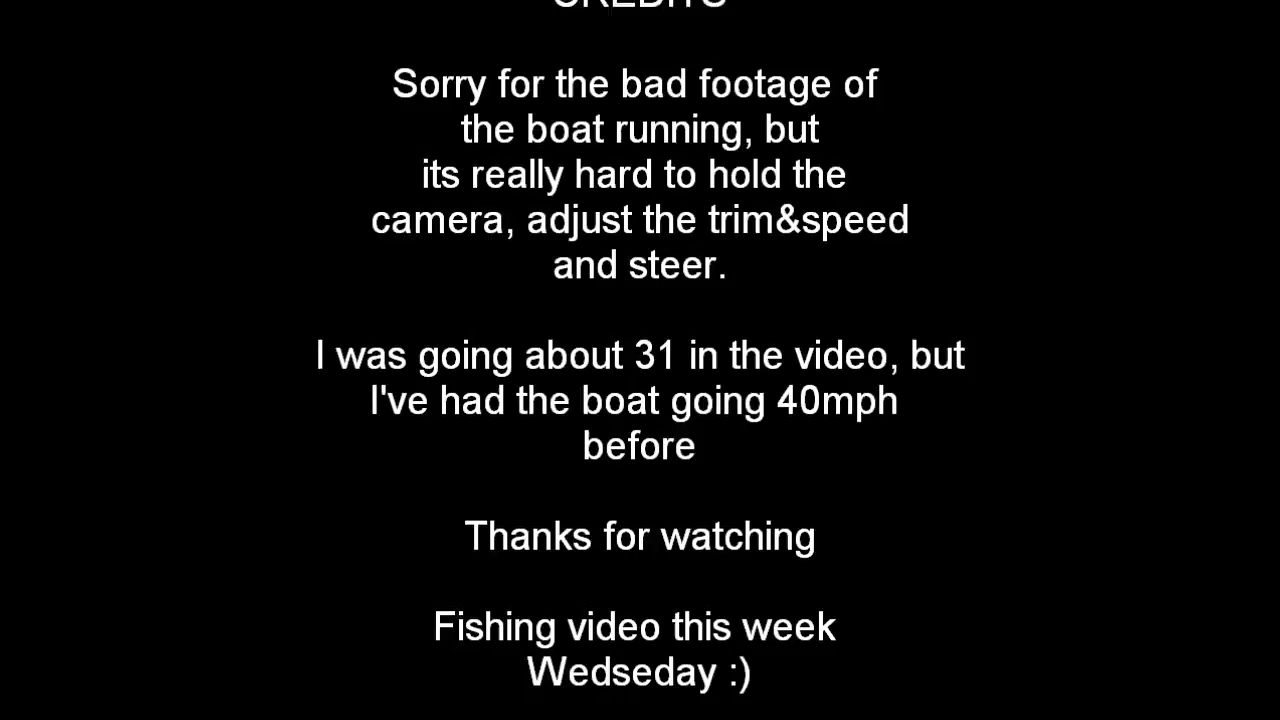 CREDITS
Sorry for the bad footage of
the boat running, but
its really hard to hold the
camera, adjust the trim&speed
and steer.
I was going about 31 in the video, but
I've had the boat going 40mph
before
Thanks for watching
Fishing video this week
Wedseday :)